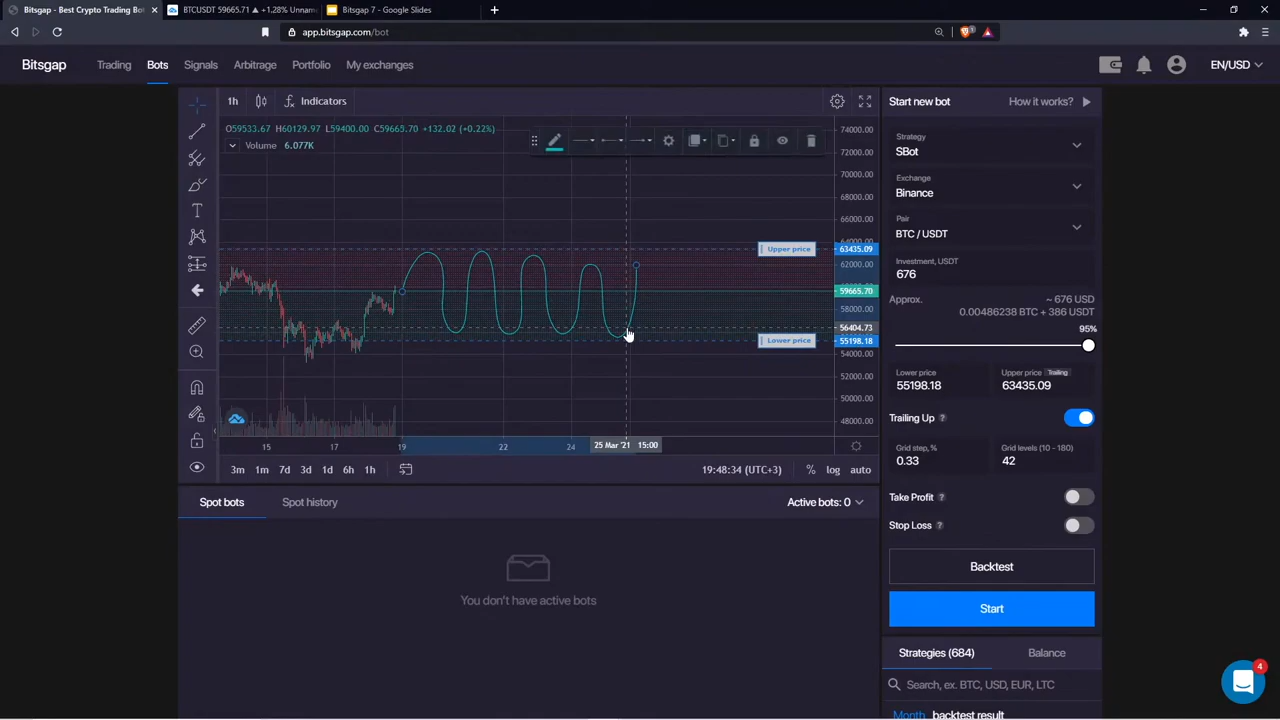 Bitsgap - Best Crypto Trading Bo
BTCUSDT 59665.71 ▲ +1.28% Unnam
Bitsgap 7 - Google Slides
app.bitsgap.com/bot
Bitsgap
Trading
Bots
Signals
Arbitrage
Portfolio
My exchanges
EN/USD
1h
Indicators
O59533.67 H60129.97 L59400.00 C59665.70 +132.02 (+0.22%)
Volume 6.077K
74000.00
72000.00
70000.00
68000.00
66000.00
64000.00
Upper price
63435.09
62000.00
59665.70
58000.00
56404.73
Lower price
55198.18
54000.00
52000.00
50000.00
48000.00
15
17
19
22
24
25 Mar '21 15:00
3m
1m
7d
3d
1d
6h
1h
19:48:34 (UTC+3)
%
log
auto
Spot bots
Spot history
Active bots: 0
You don't have active bots
Start new bot
How it works?
Strategy
SBot
Exchange
Binance
Pair
BTC / USDT
Investment, USDT
676
Approx.
~ 676 USD
0.00486238 BTC + 386 USDT
95%
Lower price
55198.18
Upper price Trailing
63435.09
Trailing Up ?
Grid step, %
0.33
Grid levels (10 - 180)
42
Take Profit ?
Stop Loss ?
Backtest
Start
Strategies (684)
Balance
Search, ex. BTC, USD, EUR, LTC
Month backtest result
1
4